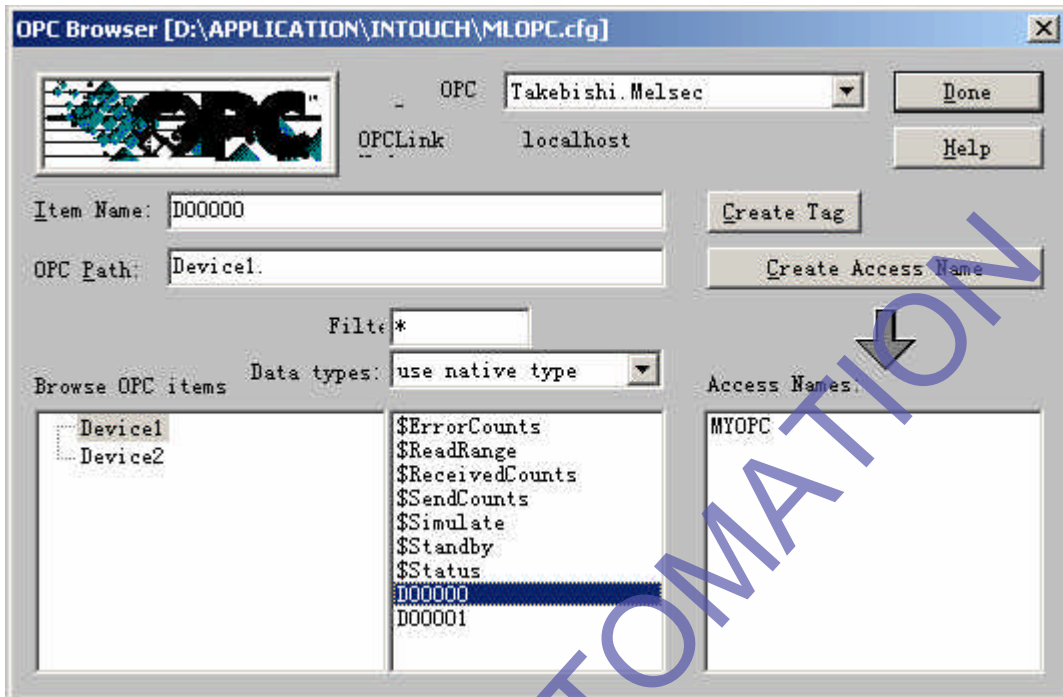 OPC Browser [D:\APPLICATION\INTOUCH\MLOPC.cfg]
OPC
OPC Takebishi.Melsec Done
OPCLink localhost Help
Item Name: D00000 Create Tag
OPC Path: Device1. Create Access Name
Filte *
Data types: use native type
Browse OPC items
Access Names:
Device1
Device2
$ErrorCounts
$ReadRange
$ReceivedCounts
$SendCounts
$Simulate
$Standby
$Status
D00000
D00001
MYOPC
TOMATION